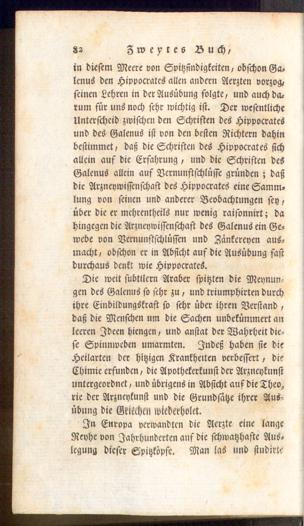 82 Zweytes Buch,
in diesem Meere von Spitzfindigkeiten, obschon Ga-
lenus den Hippocrates allen andern Aerzten vorzog,
seinen Lehren in der Ausübung folgte, und auch da-
rum für uns noch sehr wichtig ist. Der wesentliche
Unterscheid zwischen den Schriften des Hippocrates
und des Galenus ist von den besten Richtern dahin
bestimmet, daß die Schriften des Hippocrates sich
allein auf die Erfahrung, und die Schriften des
Galenus allein auf Vernunftschlüsse gründen; daß
die Arzneywissenschaft des Hippocrates eine Samm-
lung von seinen und anderer Beobachtungen sey,
über die er mehrentheils nur wenig raisonnirt; da
hingegen die Arzneywissenschaft des Galenus ein Ge-
webe von Vernunftschlüssen und Zänkereyen aus-
macht, obschon er in Absicht auf die Ausübung fast
durchaus denkt wie Hippocrates.
Die weit subtilern Araber spitzten die Meynun-
gen des Galenus so sehr zu, und triumphirten durch
ihre Einbildungskraft so sehr über ihren Verstand,
daß die Menschen um die Sachen unbekümmert an
leeren Ideen hiengen, und anstat der Wahrheit die-
se Spinnweben umarmten. Indeß haben sie die
Heilarten der hitzigen Krankheiten verbessert, die
Chimie erfunden, die Apothekerkunst der Arzneykunst
untergeordnet, und übrigens in Absicht auf die Theo-
rie der Arzneykunst und die Grundsätze ihrer Aus-
übung die Griechen wiederholet.
In Europa verwandten die Aerzte eine lange
Reyhe von Jahrhunderten auf die schwatzhafte Aus-
legung dieser Spitzköpfe. Man las und studirte